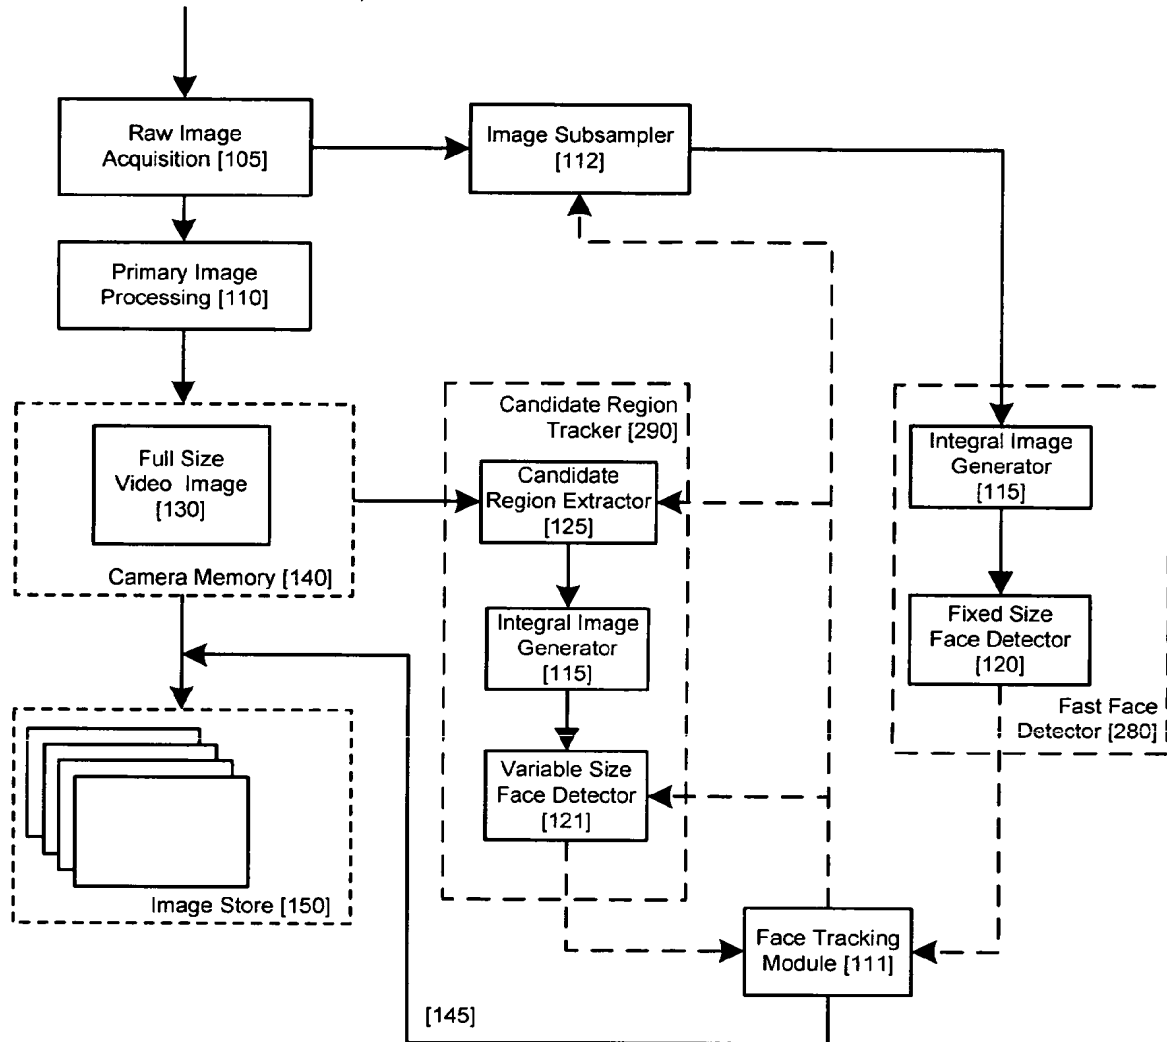 Raw Image
Acquisition [105]
Image Subsampler
[112]
Primary Image
Processing [110]
Candidate Region
Tracker [290]
Full Size
Video Image
[130]
Camera Memory [140]
Candidate
Region Extractor
[125]
Integral Image
Generator
[115]
Integral Image
Generator
[115]
Fixed Size
Face Detector
[120]
Fast Face
Detector [280]
Variable Size
Face Detector
[121]
Image Store [150]
Face Tracking
Module [111]
[145]